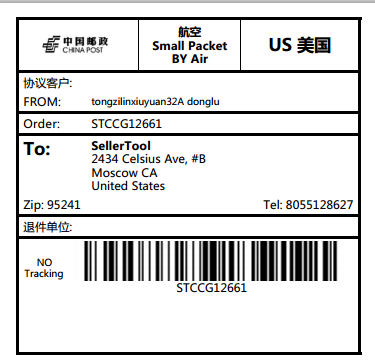 中国邮政
CHINA POST
航空
Small Packet
BY Air
US 美国
协议客户:
FROM: tongzilinxiuyuan32A donglu
Order: STCCG12661
To: SellerTool
2434 Celsius Ave, #B
Moscow CA
United States
Zip: 95241 Tel: 8055128627
退件单位:
NO
Tracking
STCCG12661